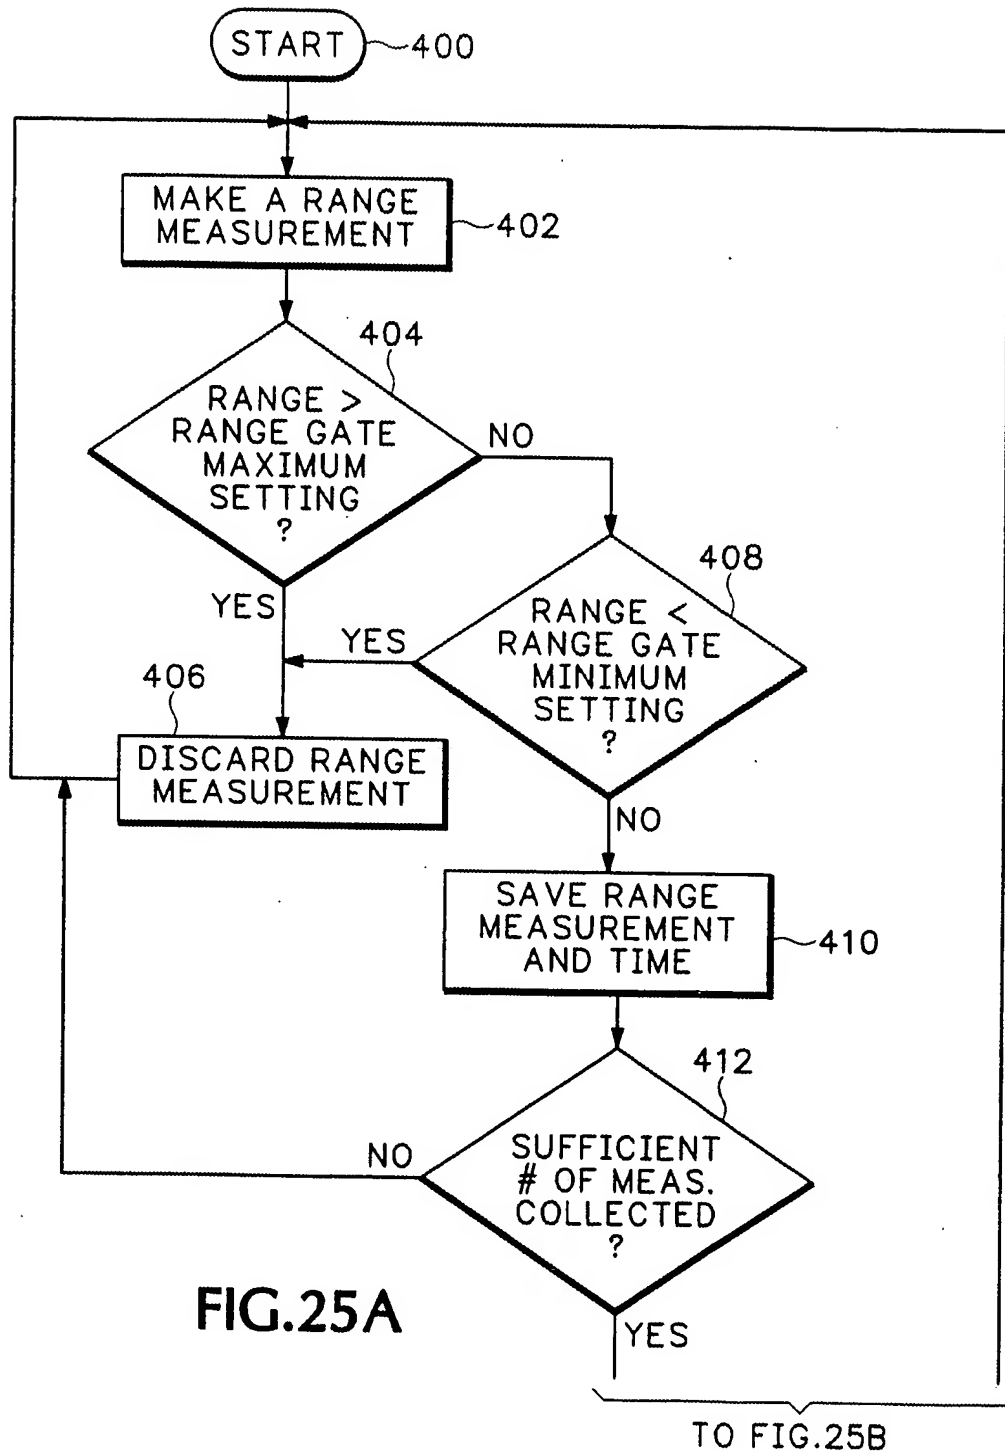 START
400
MAKE A RANGE
MEASUREMENT
402
404
RANGE >
RANGE GATE
MAXIMUM
SETTING
?
NO
YES
408
RANGE <
RANGE GATE
MINIMUM
SETTING
?
YES
NO
406
DISCARD RANGE
MEASUREMENT
SAVE RANGE
MEASUREMENT
AND TIME
410
412
SUFFICIENT
# OF MEAS.
COLLECTED
?
NO
YES
FIG.25A
TO FIG.25B